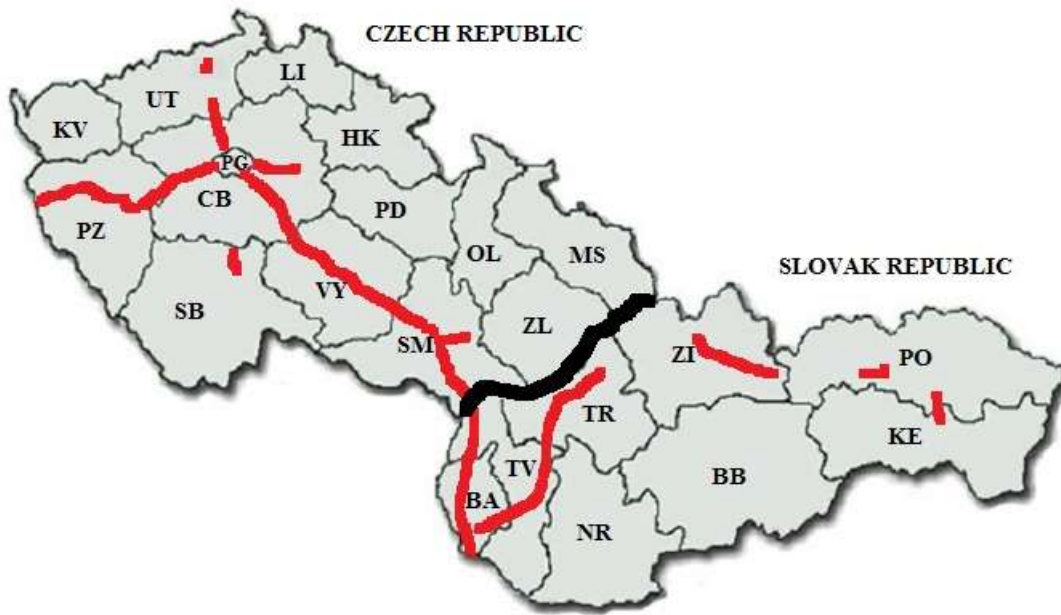 CZECH REPUBLIC
LI
UT
KV
HK
PG
CB
PD
PZ
OL
MS
SLOVAK REPUBLIC
VY
SB
ZL
SM
ZI
PO
TR
KE
TV
BB
BA
NR